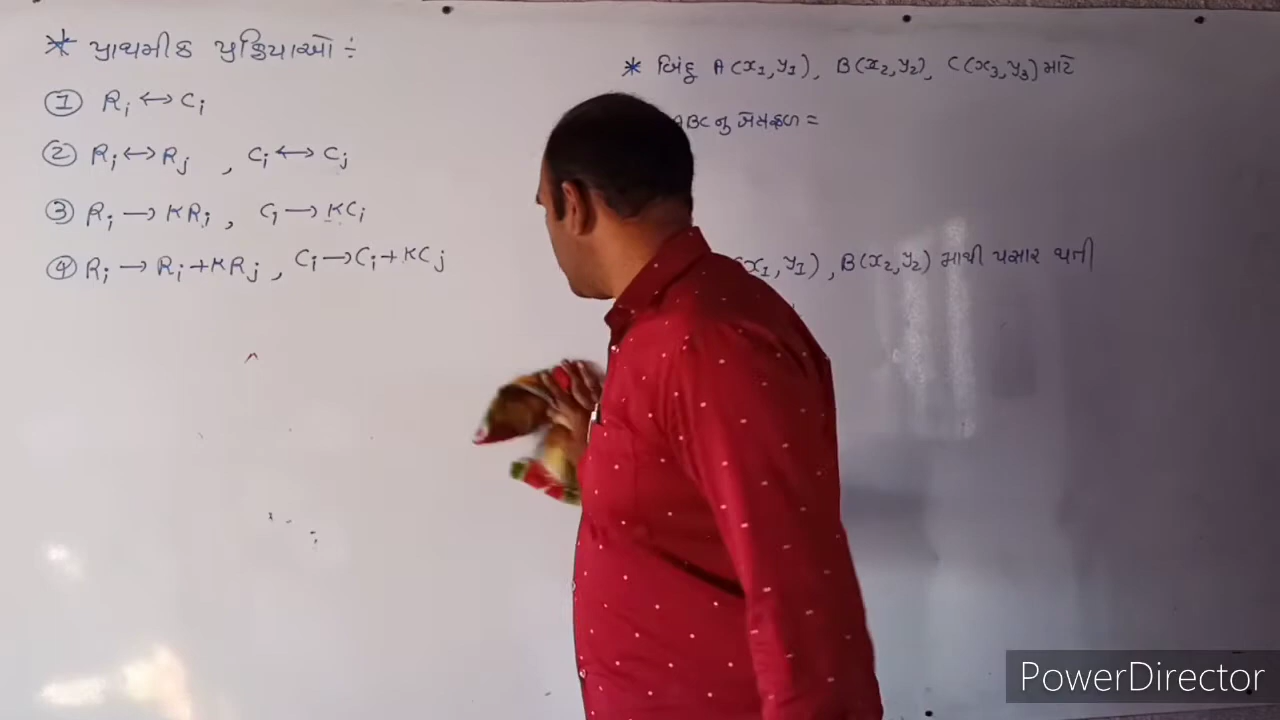 * પ્રાથમીક પ્રક્રિયાઓ ÷
① Rᵢ ↔ Cᵢ
② Rᵢ ↔ Rⱼ , Cᵢ ↔ Cⱼ
③ Rᵢ → KRᵢ , Cᵢ → KCᵢ
④ Rᵢ → Rᵢ + KRⱼ , Cᵢ → Cᵢ + KCⱼ
* બિંદુ A(x₁,y₁), B(x₂,y₂), C(x₃,y₃) માટે
ABC નુ ક્ષેત્રફળ =
(x₁,y₁), B(x₂,y₂) માથી પસાર થતી
PowerDirector